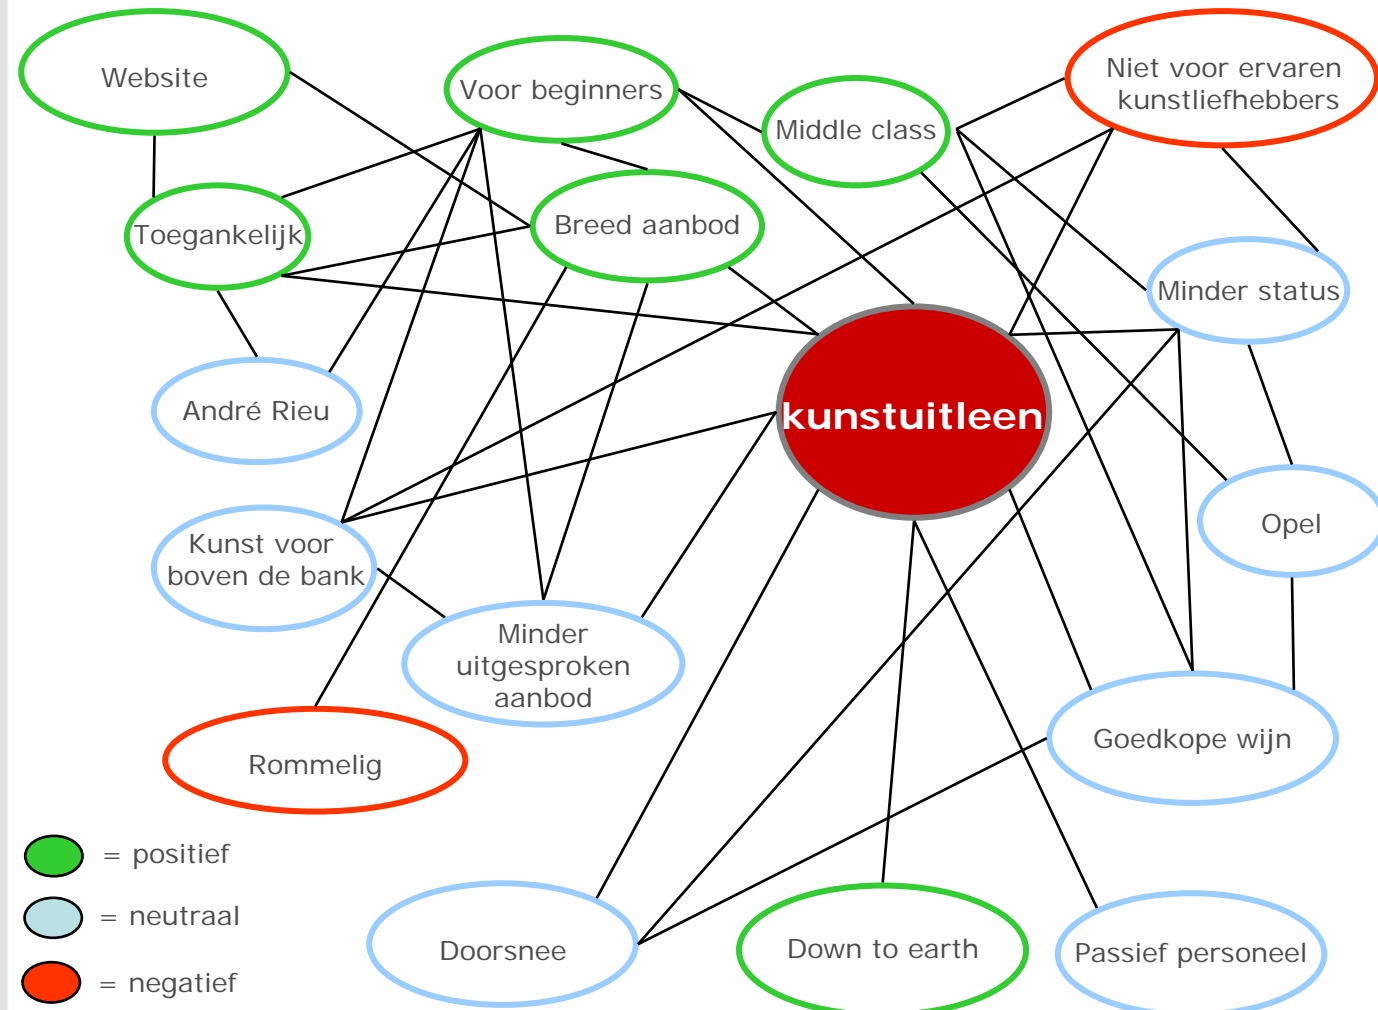 Website
Voor beginners
Middle class
Niet voor ervaren
kunstliefhebbers
Toegankelijk
Breed aanbod
Minder status
André Rieu
kunstuitleen
Opel
Kunst voor
boven de bank
Minder
uitgesproken
aanbod
Goedkope wijn
Rommelig
= positief
= neutraal
= negatief
Doorsnee
Down to earth
Passief personeel